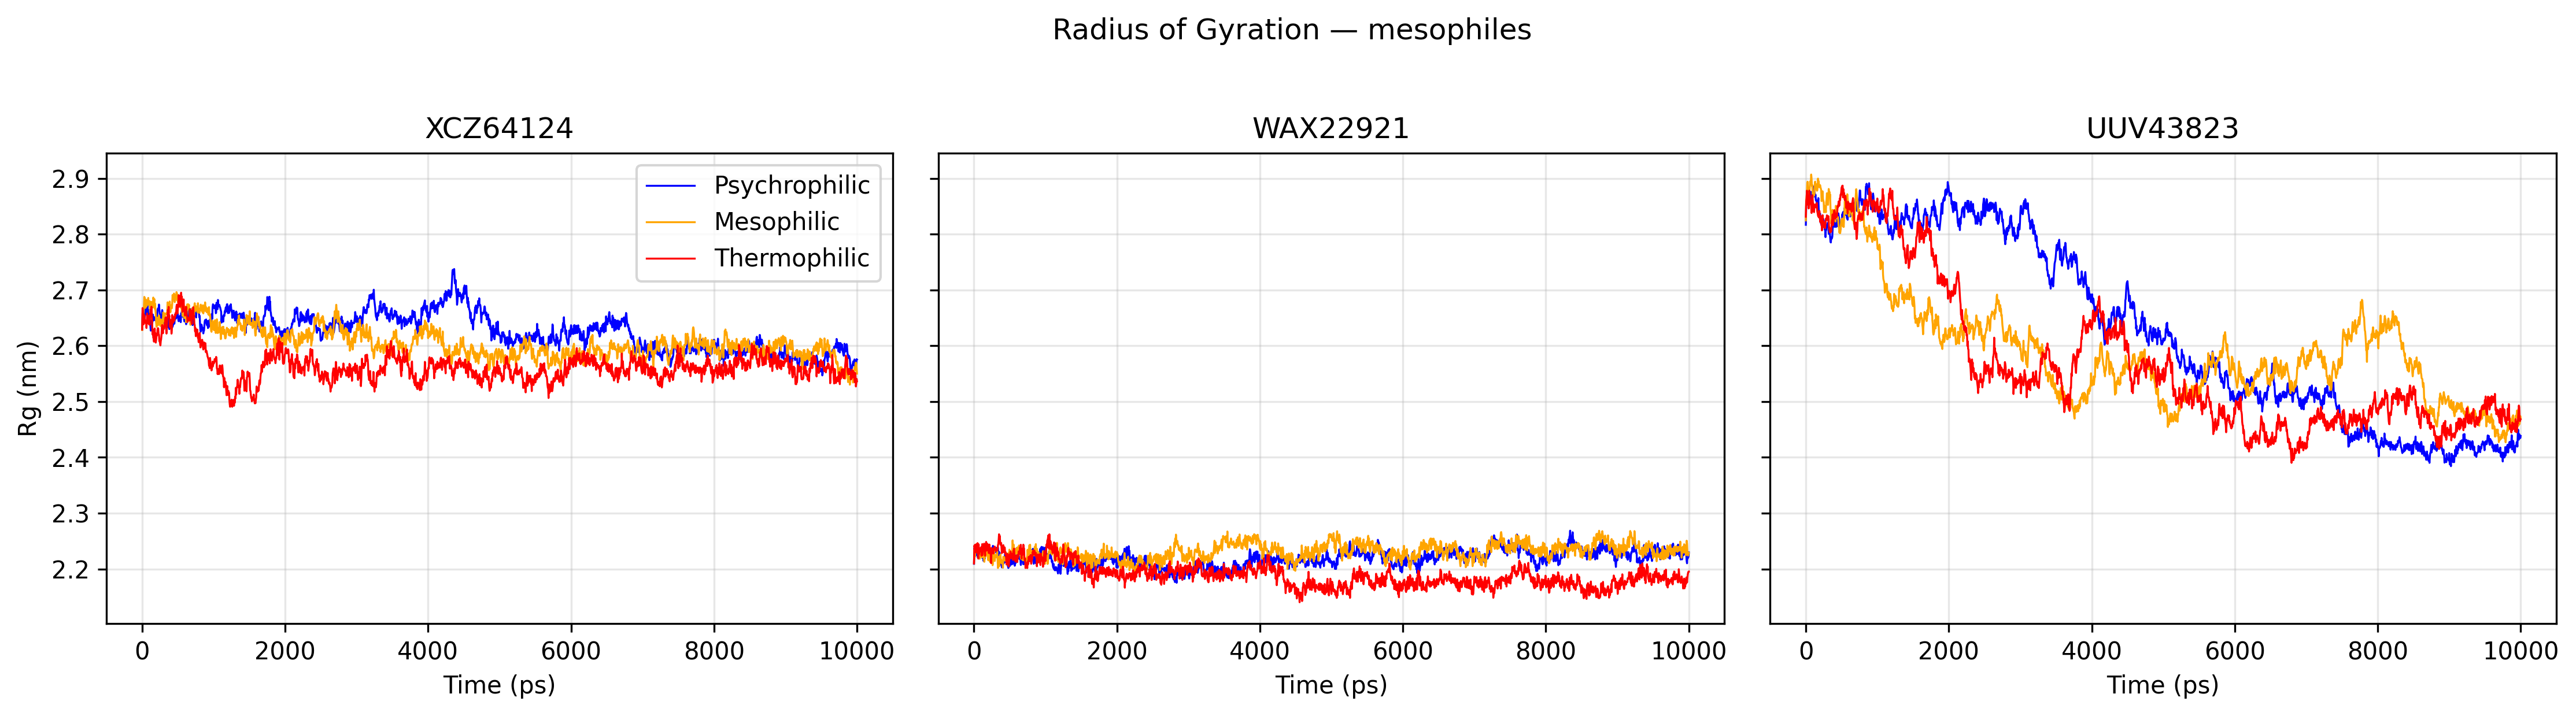 Radius of Gyration — mesophiles
XCZ64124
WAX22921
UUV43823
Psychrophilic
Mesophilic
Thermophilic
Rg (nm)
2.9
2.8
2.7
2.6
2.5
2.4
2.3
2.2
0 2000 4000 6000 8000 10000
0 2000 4000 6000 8000 10000
0 2000 4000 6000 8000 10000
Time (ps)
Time (ps)
Time (ps)